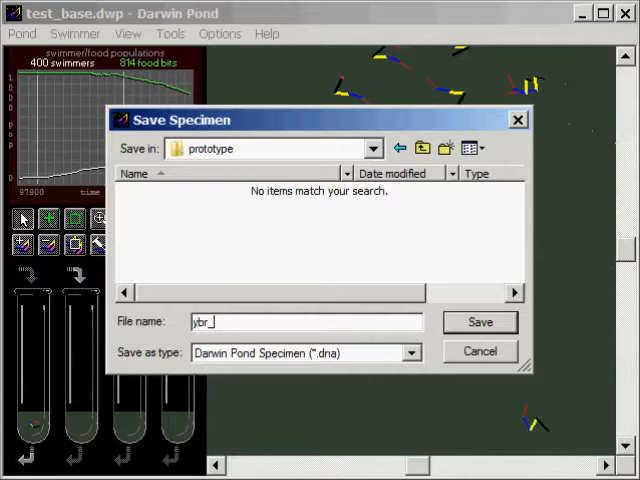 test_base.dwp - Darwin Pond
Pond Swimmer View Tools Options Help
swimmer/food populations
400 swimmers 814 food bits
97900 time
Save Specimen
Save in: prototype
Name Date modified Type
No items match your search.
File name: ybr_
Save as type: Darwin Pond Specimen (*.dna)
Save
Cancel